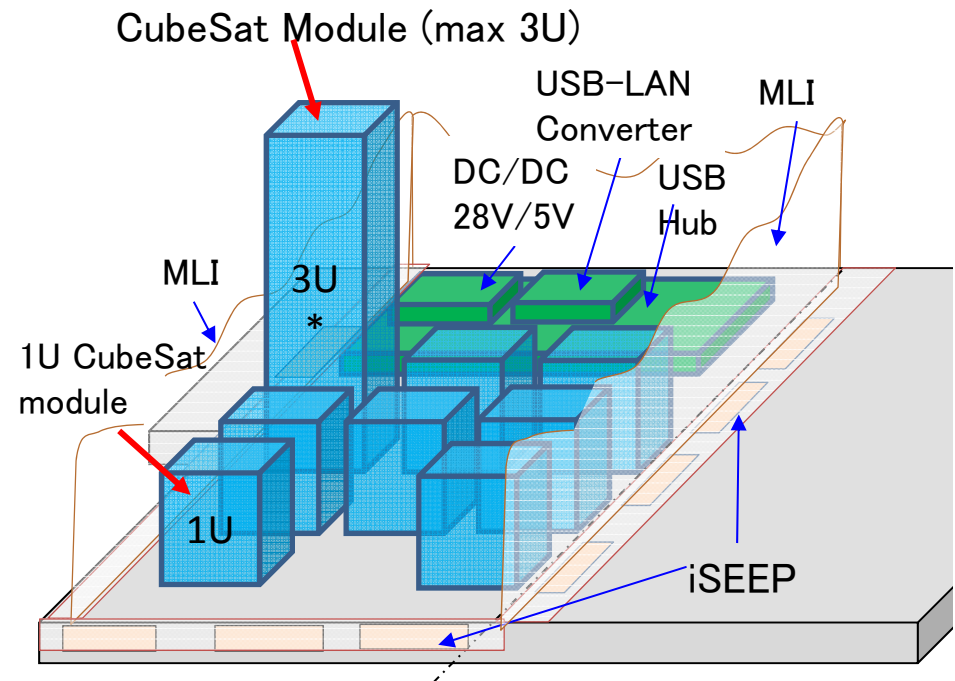 CubeSat Module (max 3U)
USB-LAN
Converter
MLI
DC/DC
28V/5V
USB
Hub
MLI
3U
*
1U CubeSat
module
1U
iSEEP